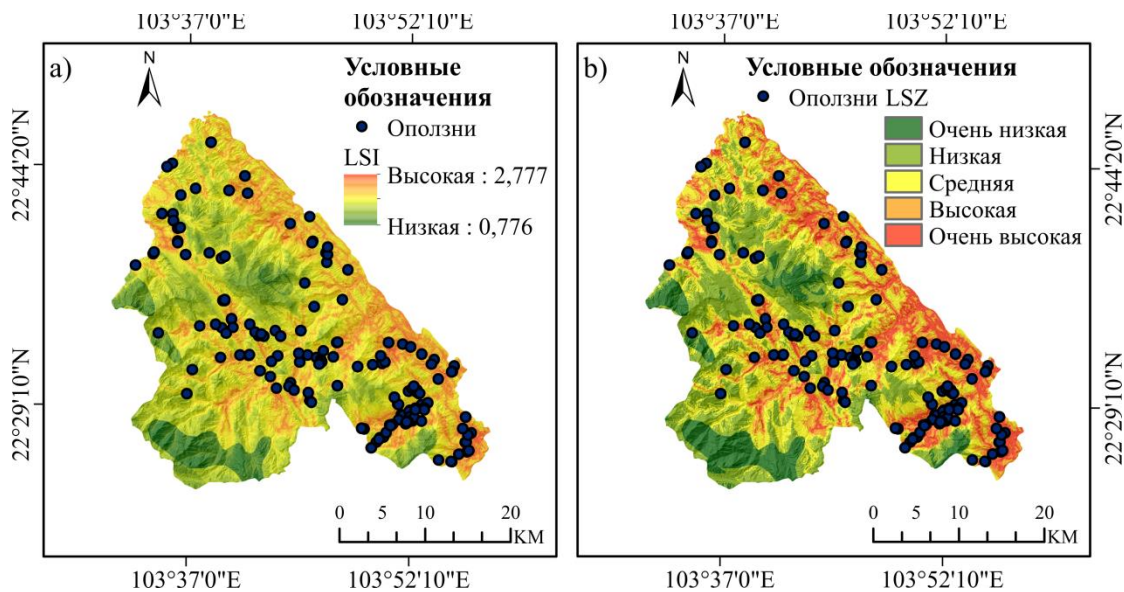 103°37'0"E 103°52'10"E
a)
N
Условные
обозначения
Оползни
LSI
Высокая : 2,777
Низкая : 0,776
22°44'20"N
22°29'10"N
0 5 10 20
KM
103°37'0"E 103°52'10"E
103°37'0"E 103°52'10"E
b)
N
Условные обозначения
Оползни LSZ
Очень низкая
Низкая
Средняя
Высокая
Очень высокая
22°44'20"N
22°29'10"N
0 5 10 20
KM
103°37'0"E 103°52'10"E